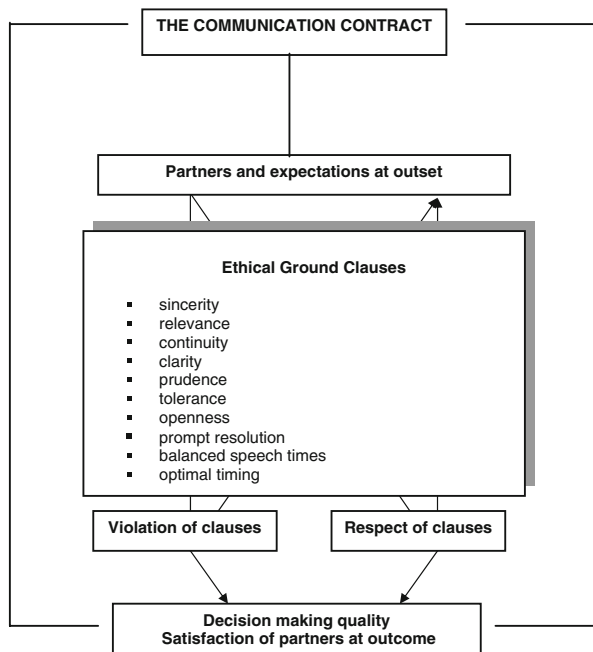 THE COMMUNICATION CONTRACT
Partners and expectations at outset
Ethical Ground Clauses
▪ sincerity
▪ relevance
▪ continuity
▪ clarity
▪ prudence
▪ tolerance
▪ openness
▪ prompt resolution
▪ balanced speech times
▪ optimal timing
Violation of clauses
Respect of clauses
Decision making quality
Satisfaction of partners at outcome